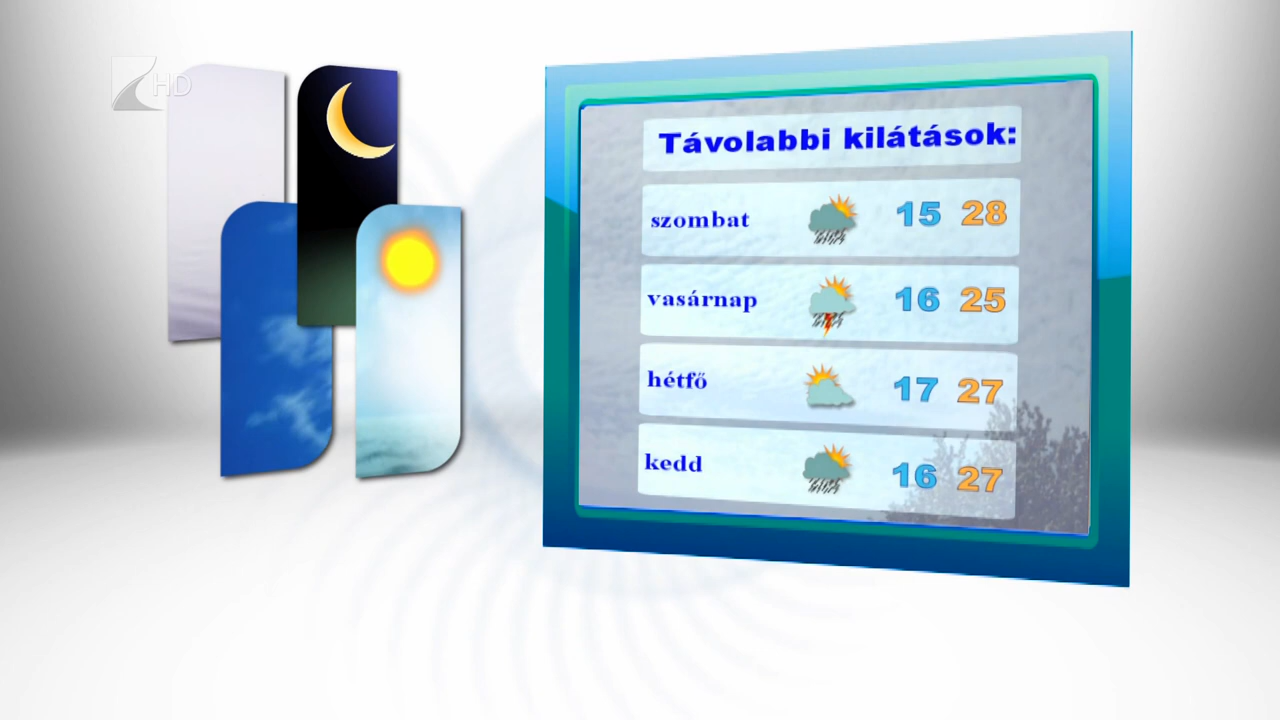 HD
Távolabbi kilátások:
szombat 15 28
vasárnap 16 25
hétfő 17 27
kedd 16 27